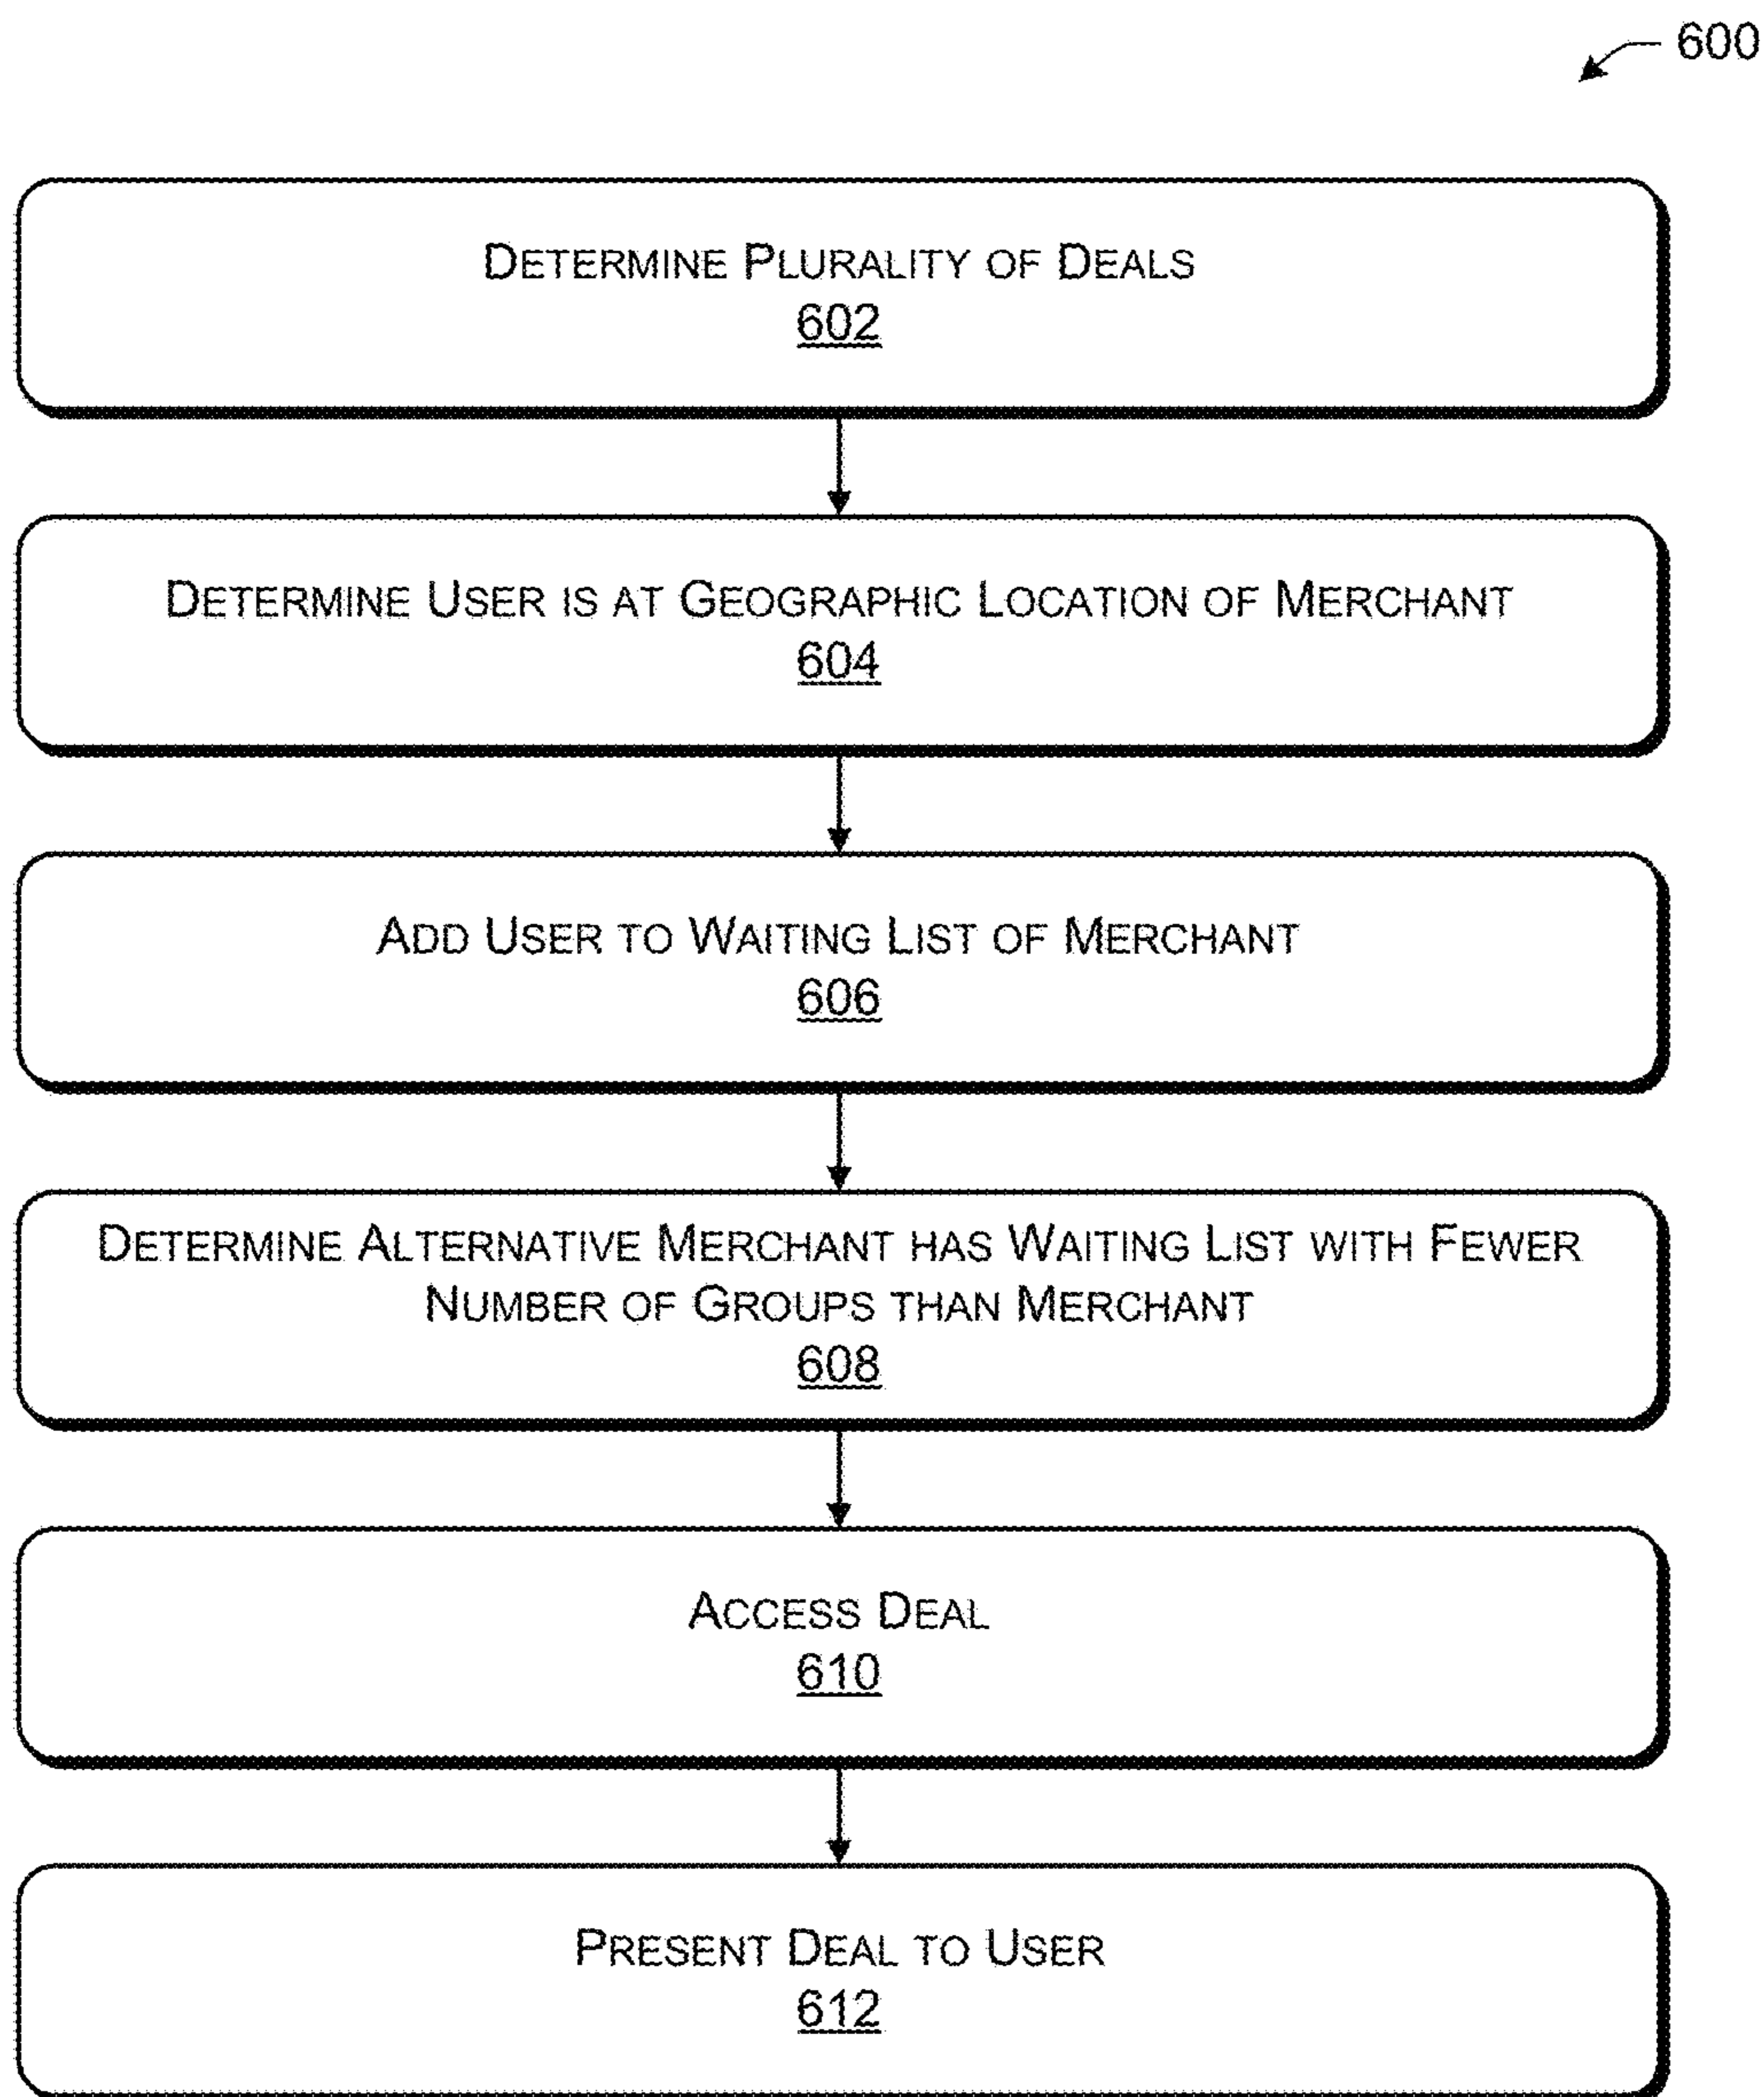 600
DETERMINE PLURALITY OF DEALS
602
DETERMINE USER IS AT GEOGRAPHIC LOCATION OF MERCHANT
604
ADD USER TO WAITING LIST OF MERCHANT
606
DETERMINE ALTERNATIVE MERCHANT HAS WAITING LIST WITH FEWER
NUMBER OF GROUPS THAN MERCHANT
608
ACCESS DEAL
610
PRESENT DEAL TO USER
612